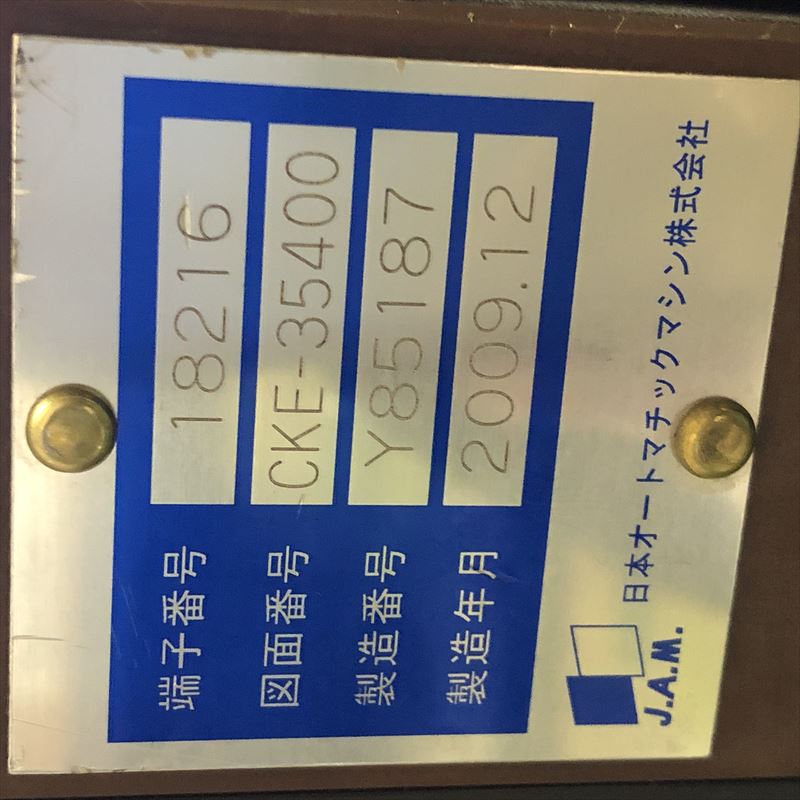 端子番号 18216
図面番号 CKE-35400
製造番号 Y85187
製造年月 2009.12
J.A.M. 日本オートマチックマシン株式会社